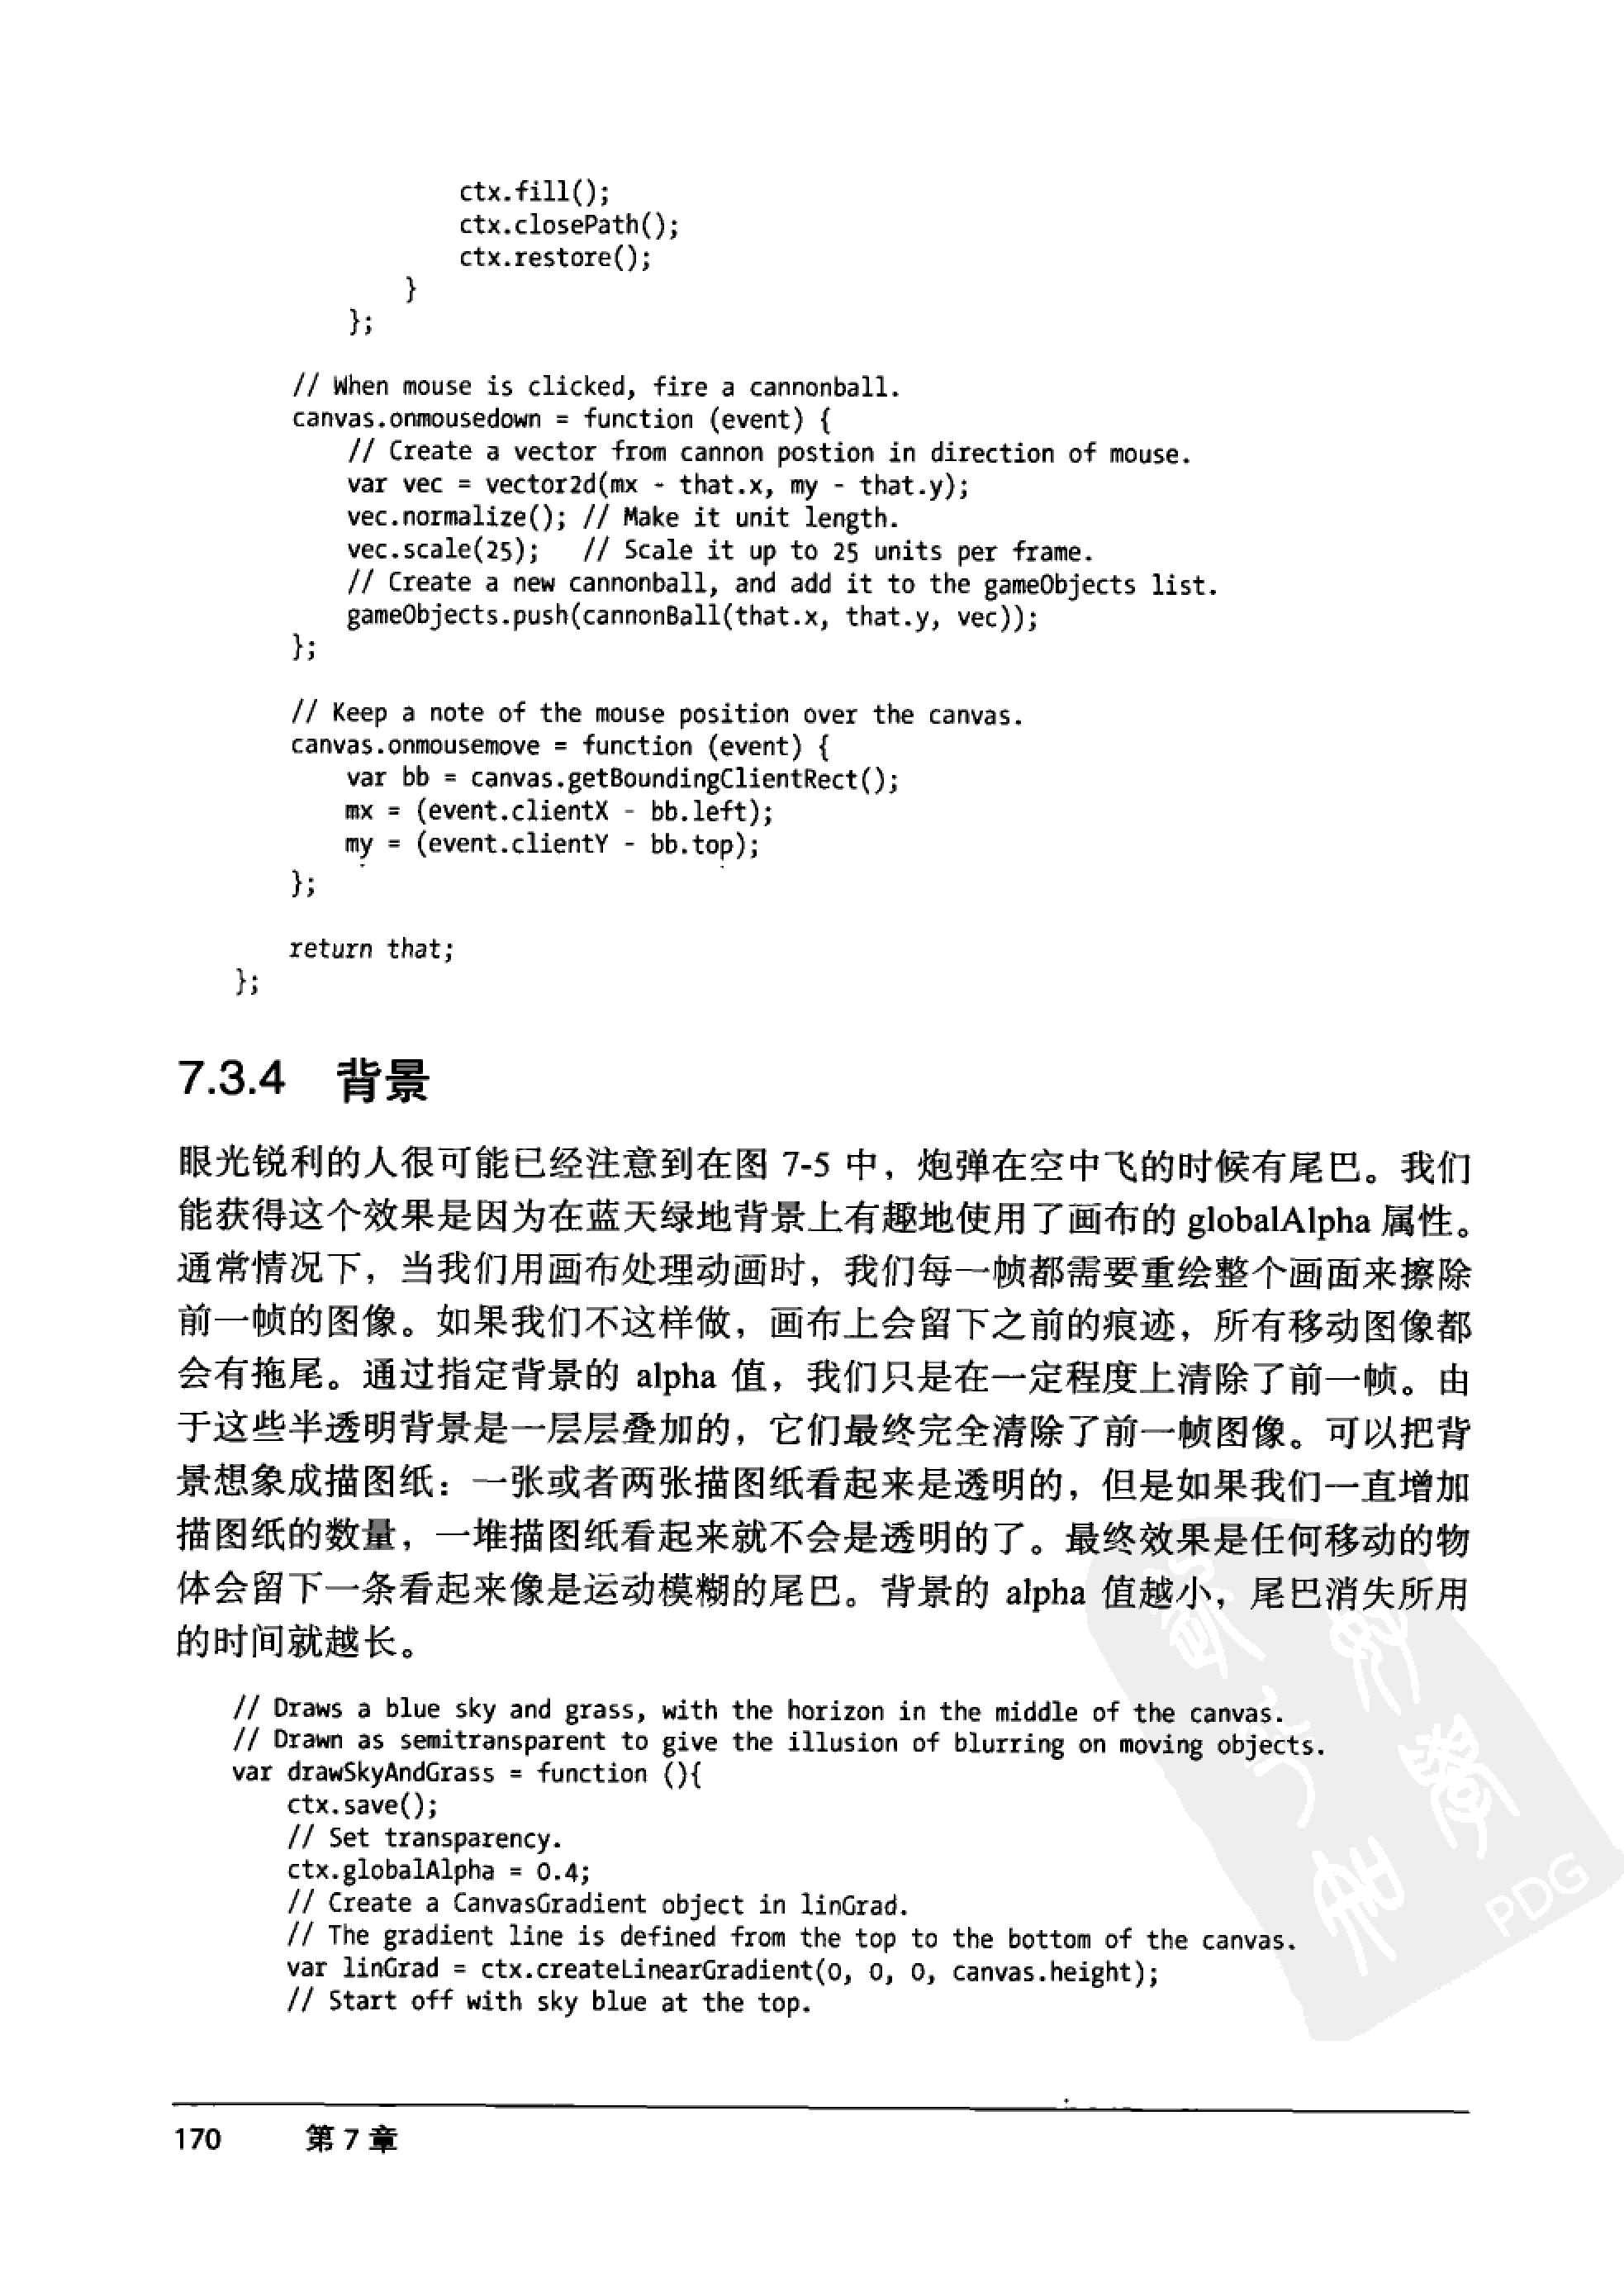 ctx.fill();
ctx.closePath();
ctx.restore();
}
};
// When mouse is clicked, fire a cannonball.
canvas.onmousedown = function (event) {
// Create a vector from cannon postion in direction of mouse.
var vec = vector2d(mx - that.x, my - that.y);
vec.normalize(); // Make it unit length.
vec.scale(25);   // Scale it up to 25 units per frame.
// Create a new cannonball, and add it to the gameObjects list.
gameObjects.push(cannonBall(that.x, that.y, vec));
};
// Keep a note of the mouse position over the canvas.
canvas.onmousemove = function (event) {
var bb = canvas.getBoundingClientRect();
mx = (event.clientX - bb.left);
my = (event.clientY - bb.top);
};
return that;
};
7.3.4 背景
眼光锐利的人很可能已经注意到在图 7-5 中，炮弹在空中飞的时候有尾巴。我们
能获得这个效果是因为在蓝天绿地背景上有趣地使用了画布的 globalAlpha 属性。
通常情况下，当我们用画布处理动画时，我们每一帧都需要重绘整个画面来擦除
前一帧的图像。如果我们不这样做，画布上会留下之前的痕迹，所有移动图像都
会有拖尾。通过指定背景的 alpha 值，我们只是在一定程度上清除了前一帧。由
于这些半透明背景是一层层叠加的，它们最终完全清除了前一帧图像。可以把背
景想象成描图纸：一张或者两张描图纸看起来是透明的，但是如果我们一直增加
描图纸的数量，一堆描图纸看起来就不会是透明的了。最终效果是任何移动的物
体会留下一条看起来像是运动模糊的尾巴。背景的 alpha 值越小，尾巴消失所用
的时间就越长。
// Draws a blue sky and grass, with the horizon in the middle of the canvas.
// Drawn as semitransparent to give the illusion of blurring on moving objects.
var drawSkyAndGrass = function (){
ctx.save();
// Set transparency.
ctx.globalAlpha = 0.4;
// Create a CanvasGradient object in linGrad.
// The gradient line is defined from the top to the bottom of the canvas.
var linGrad = ctx.createLinearGradient(0, 0, 0, canvas.height);
// Start off with sky blue at the top.
PDG
170 第 7 章